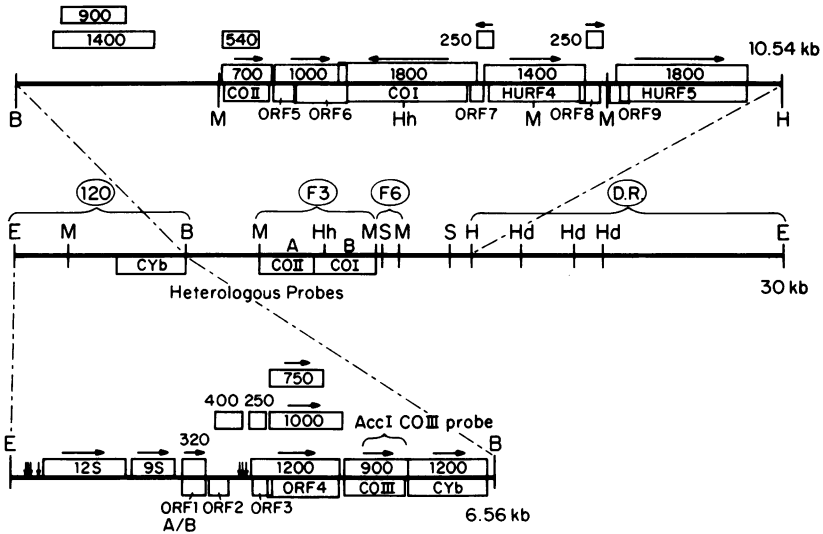 900
1400 540 250 250
10.54 kb
700 1000 1800 1400 1800
COII COI HURF4 HURF5
B M ORF5 ORF6 Hh ORF7 M ORF8 M ORF9 H
120 F3 F6 D.R.
E M B M Hh M S M S H Hd Hd Hd E
A B
CYb COII COI
Heterologous Probes
30 kb
750
400 250 1000
AccI COIII probe
E 320 B
12S 9S 1200 900 1200
ORF4 COIII CYb
ORF1 ORF2 ORF3
A/B
6.56 kb